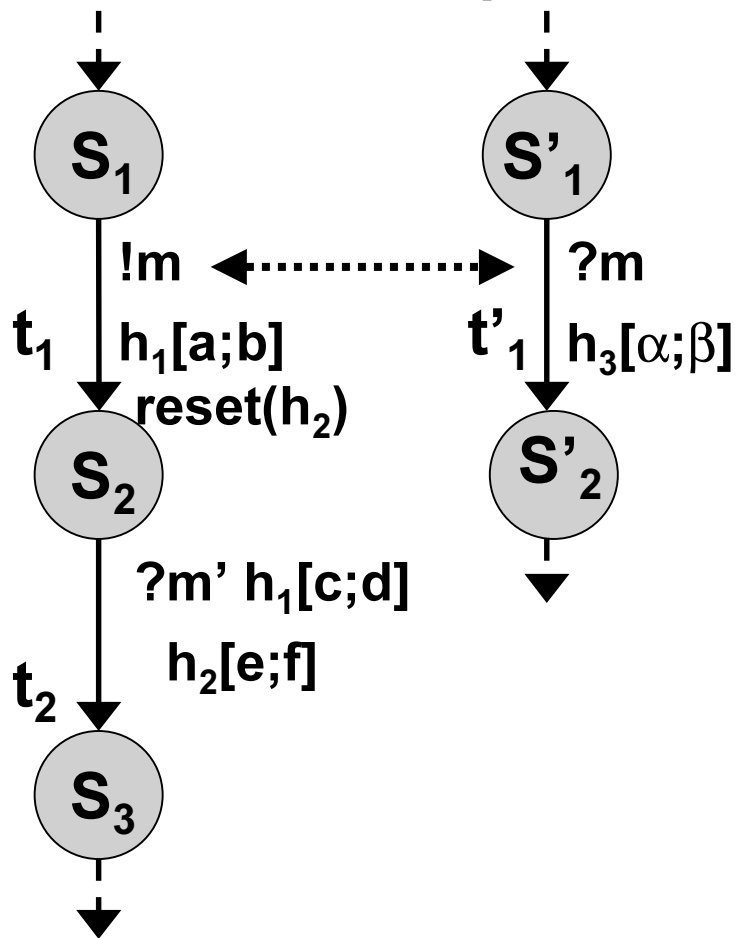 S₁ S’₁
!m ?m
t₁ h₁[a;b] t’₁ h₃[α;β]
reset(h₂)
S₂ S’₂
?m’ h₁[c;d]
h₂[e;f]
t₂
S₃